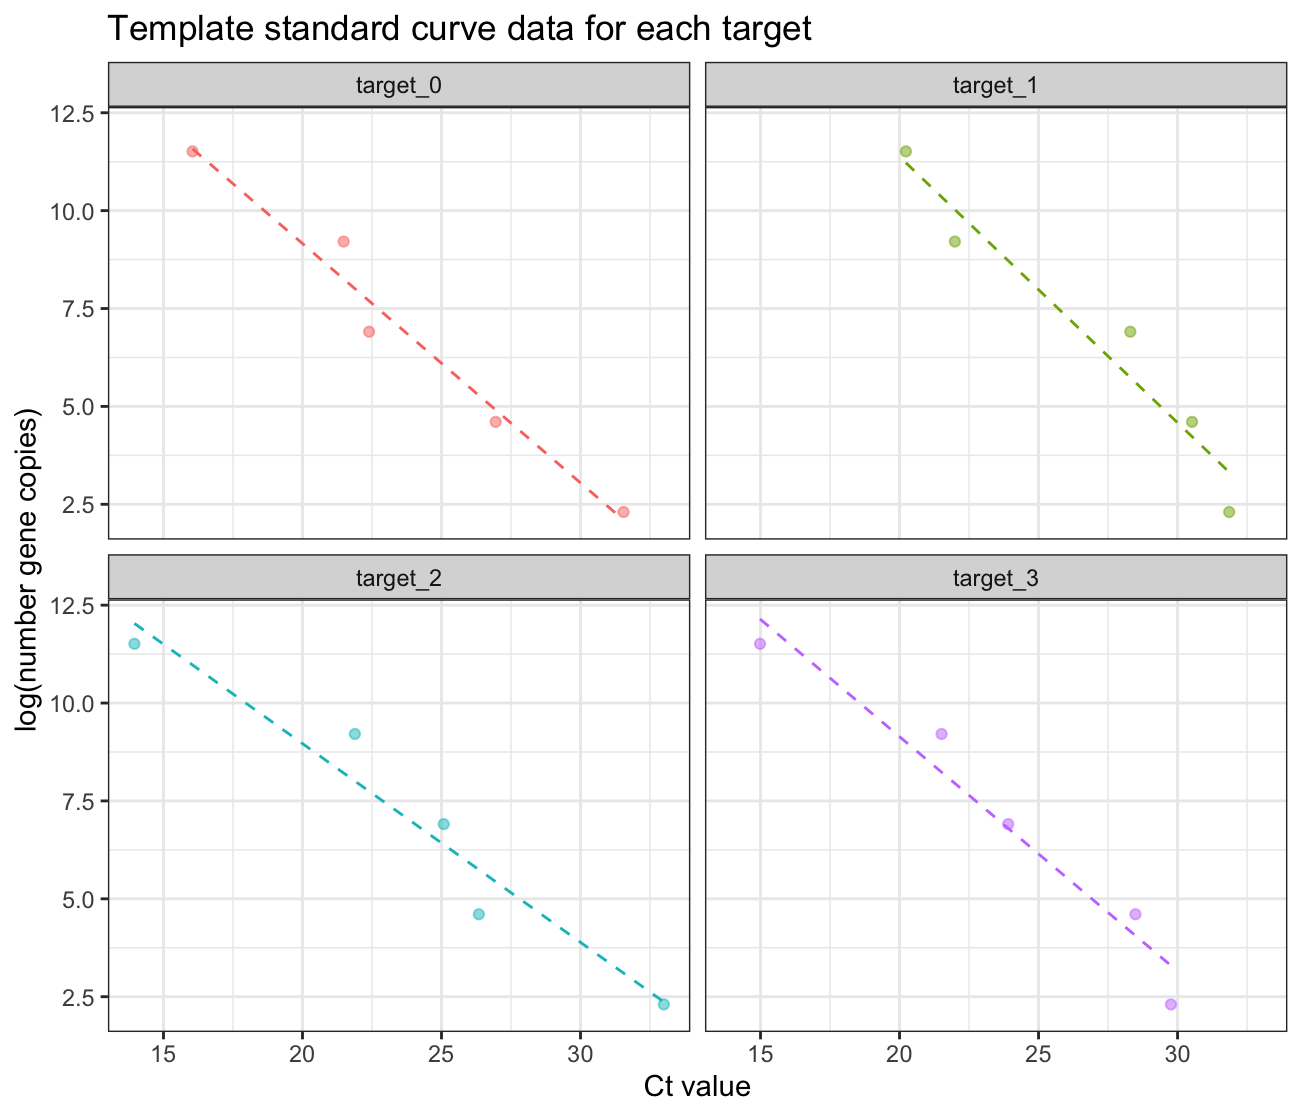 Template standard curve data for each target
target_0
target_1
12.5
10.0
7.5
5.0
2.5
target_2
target_3
12.5
10.0
7.5
5.0
2.5
log(number gene copies)
15 20 25 30
15 20 25 30
Ct value